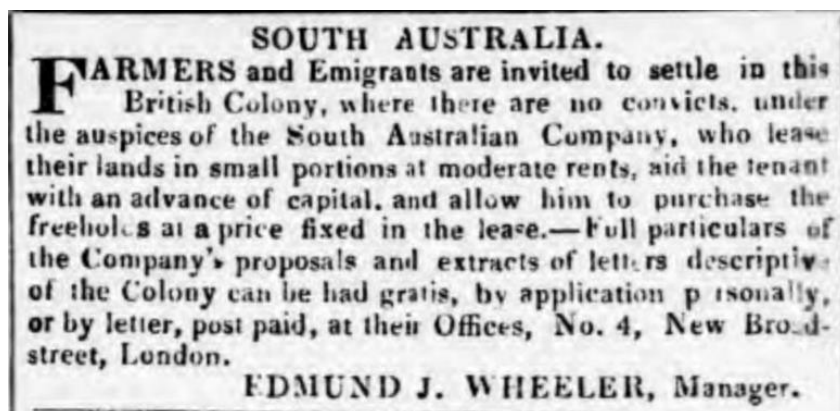 SOUTH AUSTRALIA.
FARMERS and Emigrants are invited to settle in this
British Colony, where there are no convicts, under
the auspices of the South Australian Company, who lease
their lands in small portions at moderate rents, aid the tenant
with an advance of capital, and allow him to purchase the
freeholds at a price fixed in the lease.—Full particulars of
the Company's proposals and extracts of letters descriptive
of the Colony can be had gratis, by application personally,
or by letter, post paid, at their Offices, No. 4, New Broad-
street, London.
EDMUND J. WHEELER, Manager.